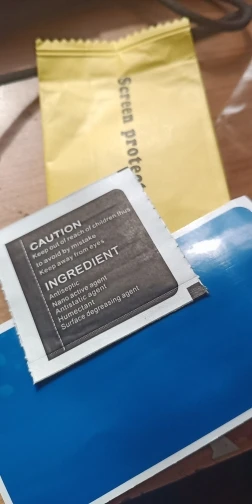 Screen protec
CAUTION
Keep out of reach of children thus
to avoid by mistake
Keep away from eyes
INGREDIENT
Antiseptic
Nano active agent
Antistatic agent
Humectant
Surface degreasing agent